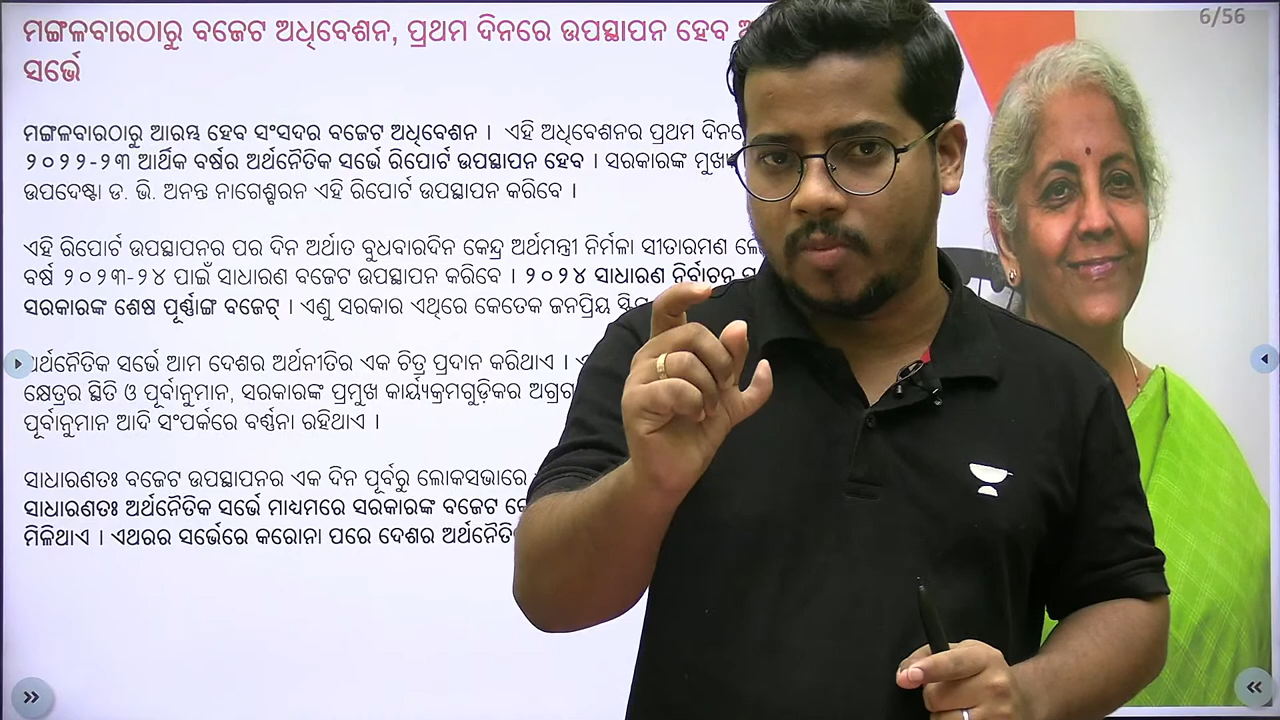 6/56
ମଙ୍ଗଳବାରଠାରୁ ବଜେଟ ଅଧିବେଶନ, ପ୍ରଥମ ଦିନରେ ଉପସ୍ଥାପନ ହେବ
ସର୍ଭେ
ମଙ୍ଗଳବାରଠାରୁ ଆରମ୍ଭ ହେବ ସଂସଦର ବଜେଟ ଅଧିବେଶନ । ଏହି ଅଧିବେଶନର ପ୍ରଥମ
୨୦୨୨-୨୩ ଆର୍ଥିକ ବର୍ଷର ଅର୍ଥନୈତିକ ସର୍ଭେ ରିପୋର୍ଟ ଉପସ୍ଥାପନ ହେବ । ସରକାରଙ୍କ
ଉପଦେଷ୍ଟା ଡ. ଭି. ଅନନ୍ତ ନାଗେଶ୍ୱରନ ଏହି ରିପୋର୍ଟ ଉପସ୍ଥାପନ କରିବେ ।
ଏହି ରିପୋର୍ଟ ଉପସ୍ଥାପନର ପର ଦିନ ଅର୍ଥାତ ବୁଧବାରଦିନ କେନ୍ଦ୍ର ଅର୍ଥମନ୍ତ୍ରୀ ନିର୍ମଳା ସୀତାରମଣ
ବର୍ଷ ୨୦୨୩-୨୪ ପାଇଁ ସାଧାରଣ ବଜେଟ ଉପସ୍ଥାପନ କରିବେ । ୨୦୨୪ ସାଧାରଣ ନିର୍ବାଚନ
ସରକାରଙ୍କ ଶେଷ ପୂର୍ଣ୍ଣାଙ୍ଗ ବଜେଟ୍ । ଏଣୁ ସରକାର ଏଥିରେ କେତେକ ଜନପ୍ରିୟ
ଅର୍ଥନୈତିକ ସର୍ଭେ ଆମ ଦେଶର ଅର୍ଥନୀତିର ଏକ ଚିତ୍ର ପ୍ରଦାନ କରିଥାଏ ।
କ୍ଷେତ୍ରର ସ୍ଥିତି ଓ ପୂର୍ବାନୁମାନ, ସରକାରଙ୍କ ପ୍ରମୁଖ କାର୍ଯ୍ୟକ୍ରମଗୁଡ଼ିକର
ପୂର୍ବାନୁମାନ ଆଦି ସଂପର୍କରେ ବର୍ଣ୍ଣନା ରହିଥାଏ ।
ସାଧାରଣତଃ ବଜେଟ ଉପସ୍ଥାପନର ଏକ ଦିନ ପୂର୍ବରୁ ଲୋକସଭାରେ
ସାଧାରଣତଃ ଅର୍ଥନୈତିକ ସର୍ଭେ ମାଧ୍ୟମରେ ସରକାରଙ୍କ ବଜେଟ
ମିଳିଥାଏ । ଏଥରର ସର୍ଭେରେ କରୋନା ପରେ ଦେଶର